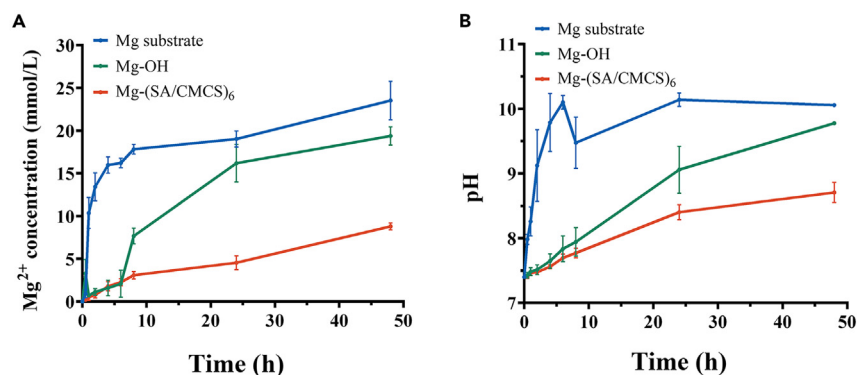 A
Mg substrate
Mg-OH
Mg-(SA/CMCS)6
Mg2+ concentration (mmol/L)
30
25
20
15
10
5
0
0 10 20 30 40 50
Time (h)
B
Mg substrate
Mg-OH
Mg-(SA/CMCS)6
pH
11
10
9
8
7
0 10 20 30 40 50
Time (h)